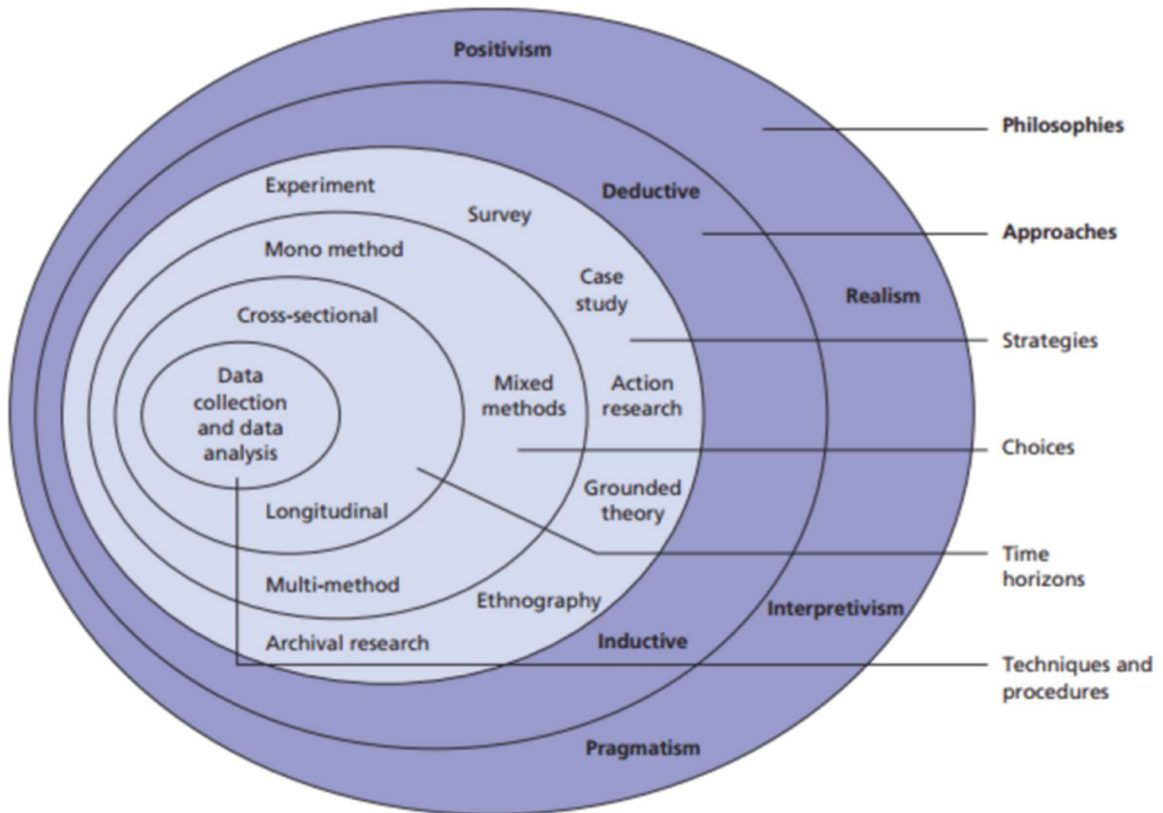 Positivism
Philosophies
Experiment
Deductive
Survey
Approaches
Mono method
Case
study
Realism
Cross-sectional
Strategies
Data
collection
and data
analysis
Mixed
methods
Action
research
Choices
Grounded
theory
Longitudinal
Time
horizons
Multi-method
Ethnography
Interpretivism
Archival research
Inductive
Techniques and
procedures
Pragmatism